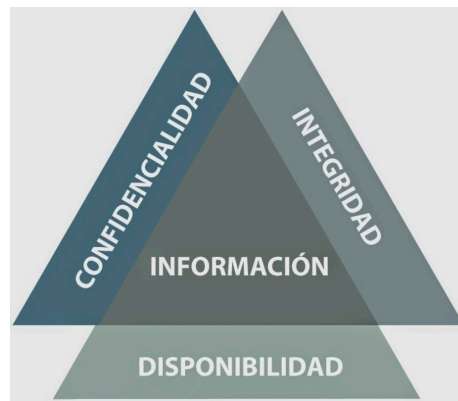 CONFIDENCIALIDAD
INTEGRIDAD
INFORMACIÓN
DISPONIBILIDAD